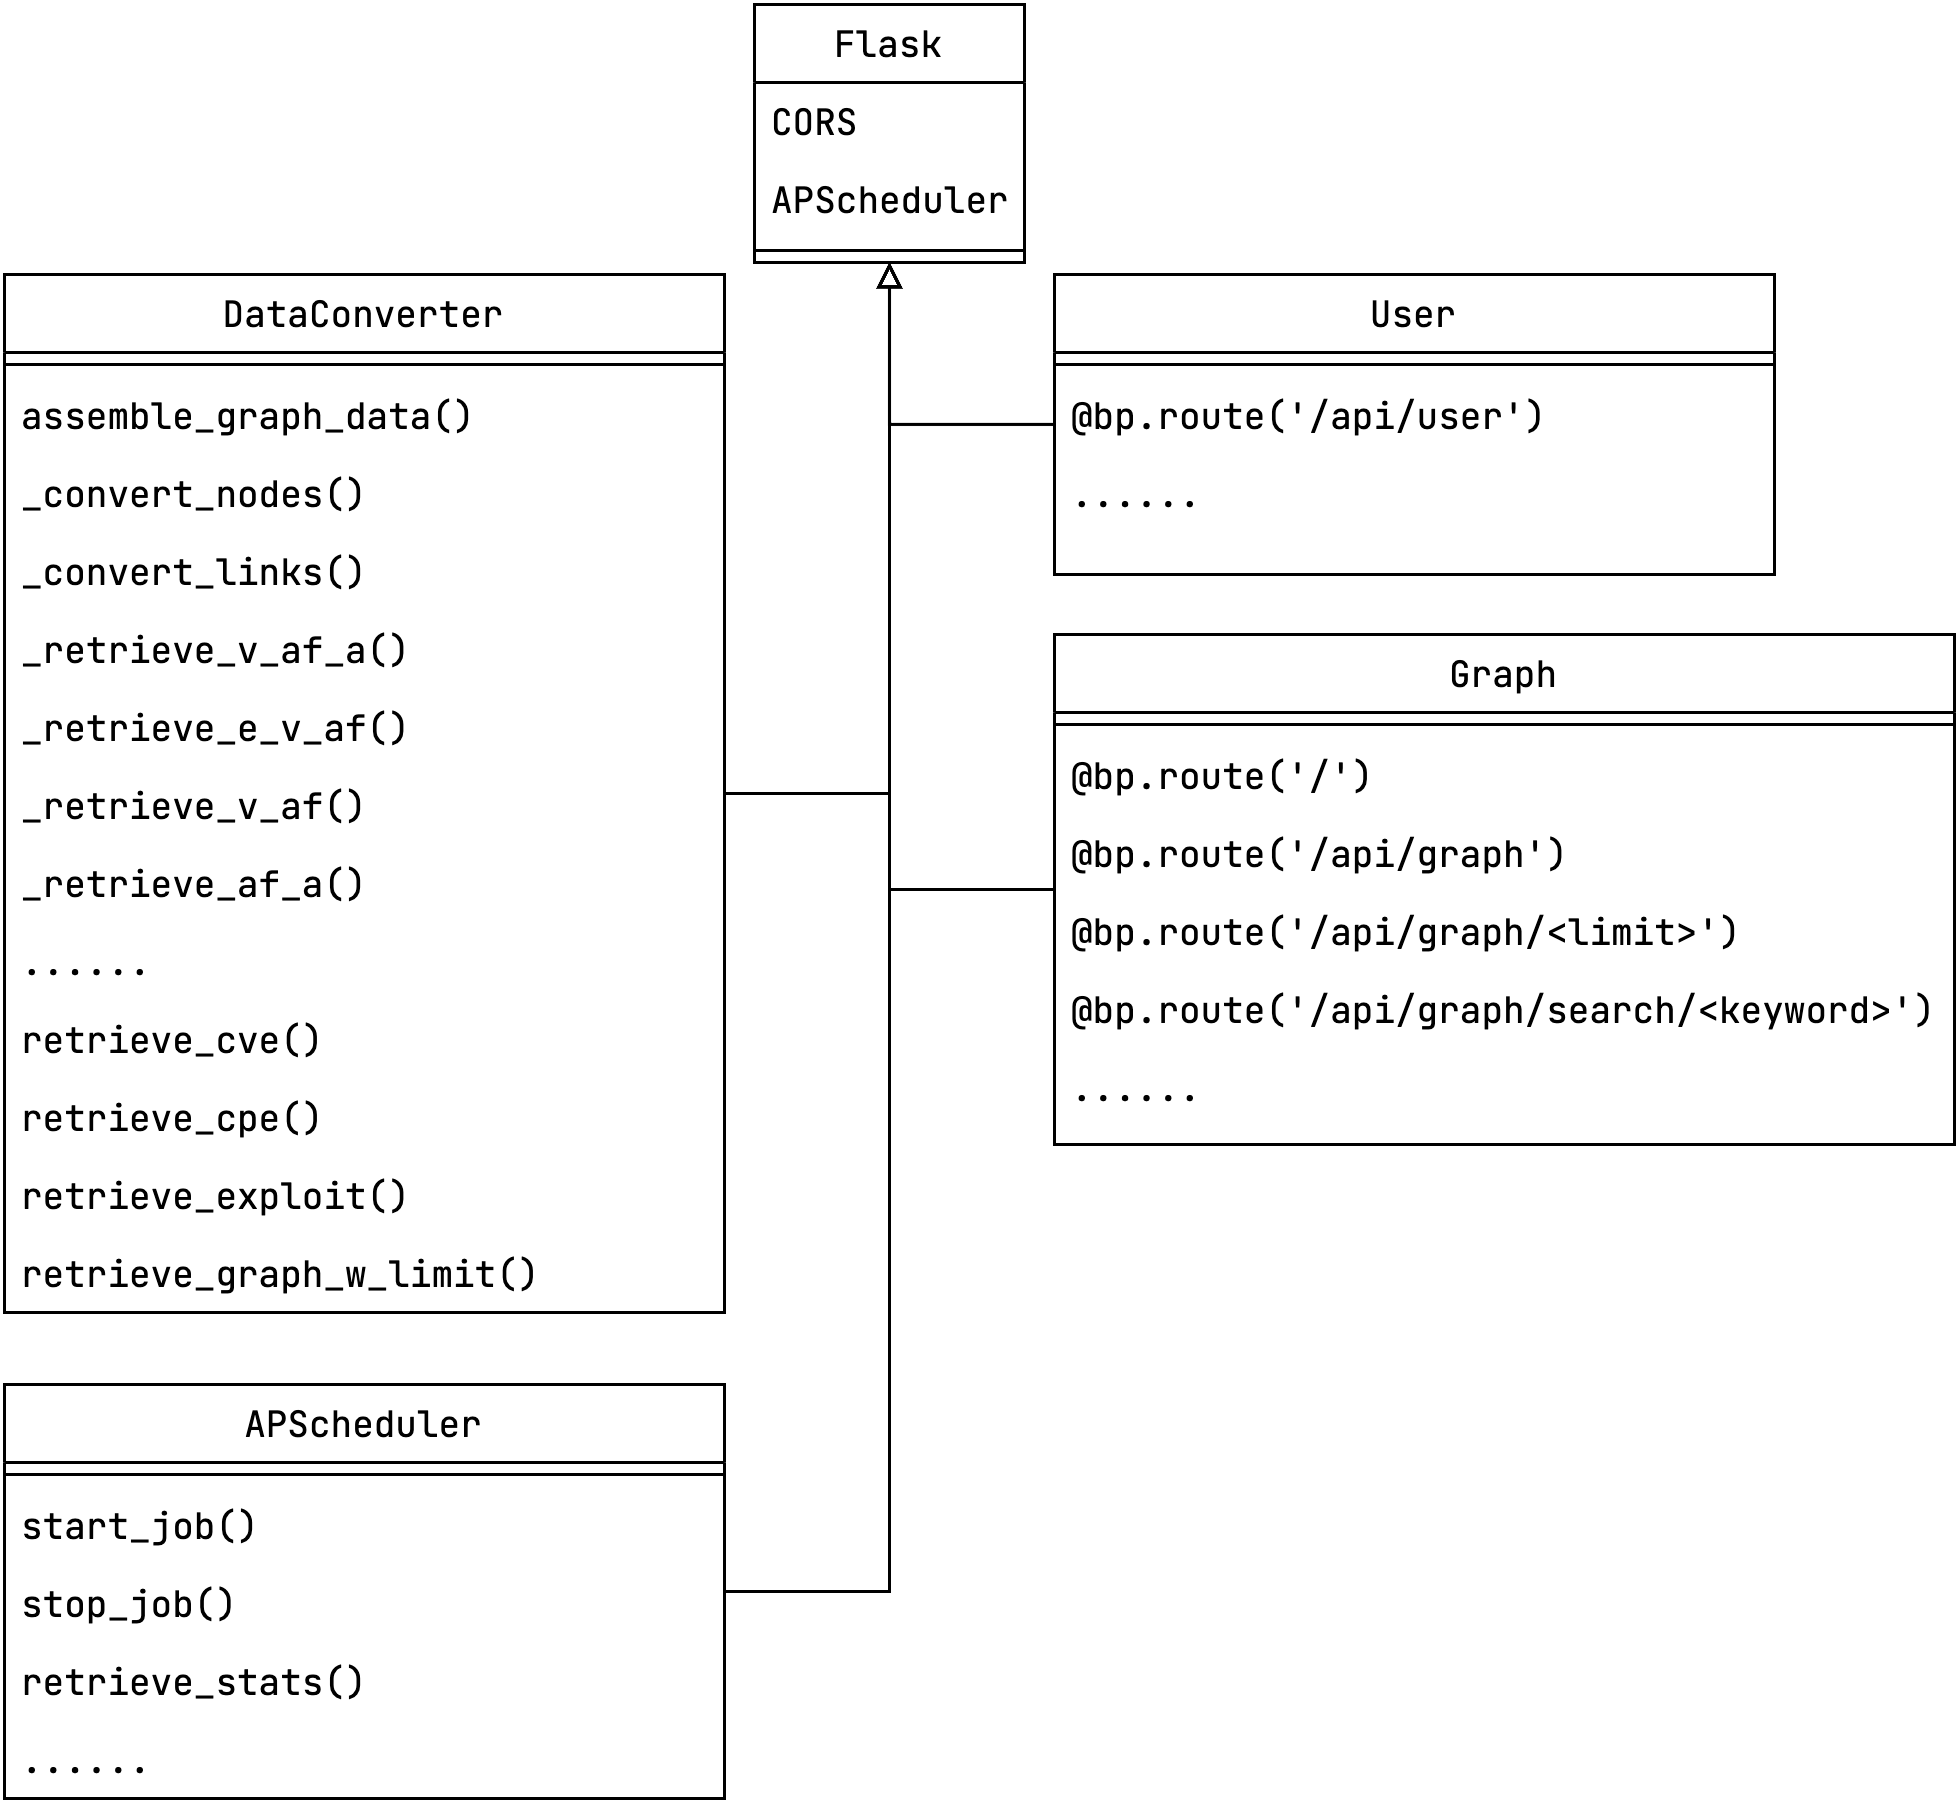 Flask
CORS
APScheduler
DataConverter
assemble_graph_data()
_convert_nodes()
_convert_links()
_retrieve_v_af_a()
_retrieve_e_v_af()
_retrieve_v_af()
_retrieve_af_a()
......
retrieve_cve()
retrieve_cpe()
retrieve_exploit()
retrieve_graph_w_limit()
User
@bp.route('/api/user')
......
Graph
@bp.route('/')
@bp.route('/api/graph')
@bp.route('/api/graph/<limit>')
@bp.route('/api/graph/search/<keyword>')
......
APScheduler
start_job()
stop_job()
retrieve_stats()
......